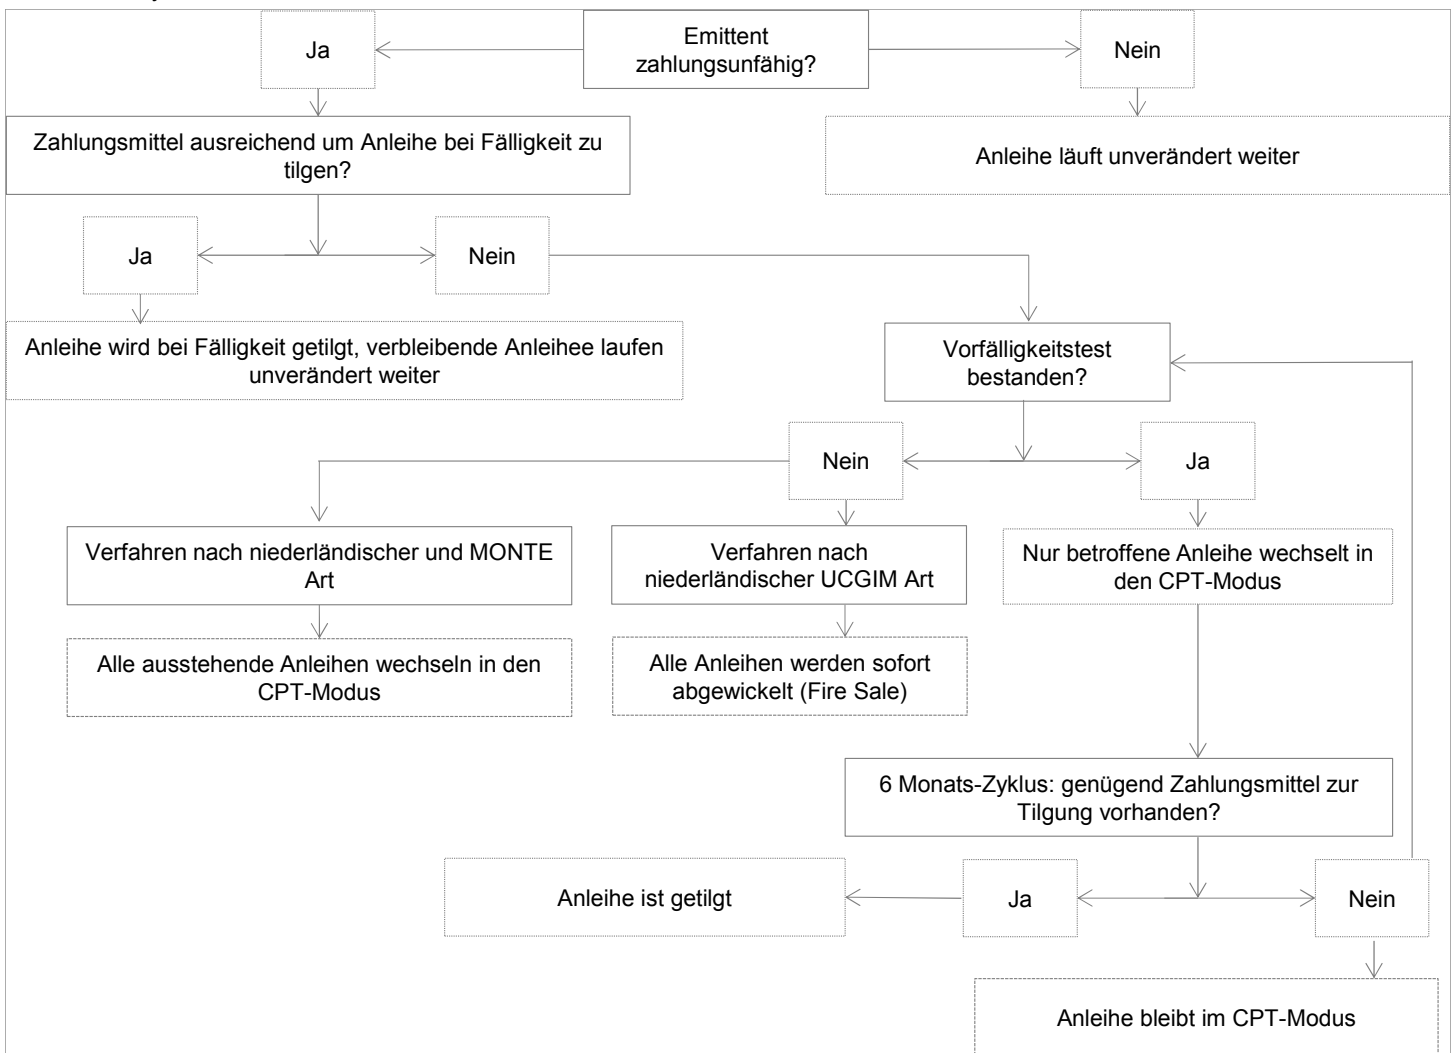 Ja
Emittent
zahlungsunfähig?
Nein
Zahlungsmittel ausreichend um Anleihe bei Fälligkeit zu
tilgen?
Anleihe läuft unverändert weiter
Ja
Nein
Anleihe wird bei Fälligkeit getilgt, verbleibende Anleihee laufen
unverändert weiter
Vorfälligkeitstest
bestanden?
Nein
Ja
Verfahren nach niederländischer und MONTE
Art
Verfahren nach
niederländischer UCGIM Art
Nur betroffene Anleihe wechselt in
den CPT-Modus
Alle ausstehende Anleihen wechseln in den
CPT-Modus
Alle Anleihen werden sofort
abgewickelt (Fire Sale)
6 Monats-Zyklus: genügend Zahlungsmittel zur
Tilgung vorhanden?
Anleihe ist getilgt
Ja
Nein
Anleihe bleibt im CPT-Modus